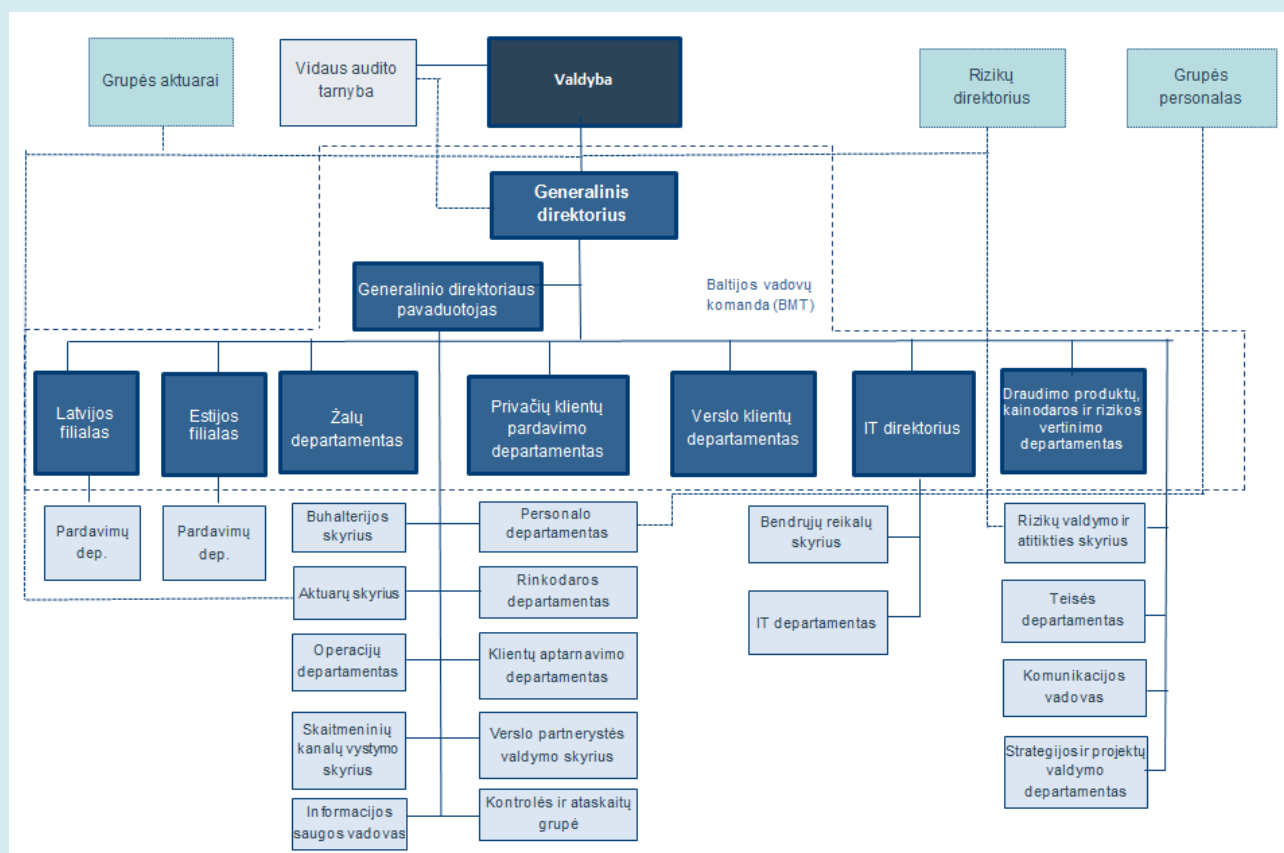 Grupės aktuarai
Vidaus audito
tarnyba
Valdyba
Rizikų
direktorius
Grupės
personalas
Generalinis
direktorius
Generalinio direktoriaus
pavaduotojas
Baltijos vadovų
komanda (BMT)
Latvijos
filialas
Estijos
filialas
Žalų
departamentas
Privačių klientų
pardavimo
departamentas
Verslo klientų
departamentas
IT direktorius
Draudimo produktų,
kainodaros ir rizikos
vertinimo
departamentas
Pardavimų
dep.
Pardavimų
dep.
Buhalterijos
skyrius
Personalo
departamentas
Bendrųjų reikalų
skyrius
Rizikų valdymo ir
atitikties skyrius
Aktuarų skyrius
Rinkodaros
departamentas
IT departamentas
Teisės
departamentas
Operacijų
departamentas
Klientų aptarnavimo
departamentas
Komunikacijos
vadovas
Skaitmeninių
kanalų vystymo
skyrius
Verslo partnerystės
valdymo skyrius
Strategijos ir projektų
valdymo
departamentas
Informacijos
saugos vadovas
Kontrolės ir ataskaitų
grupė